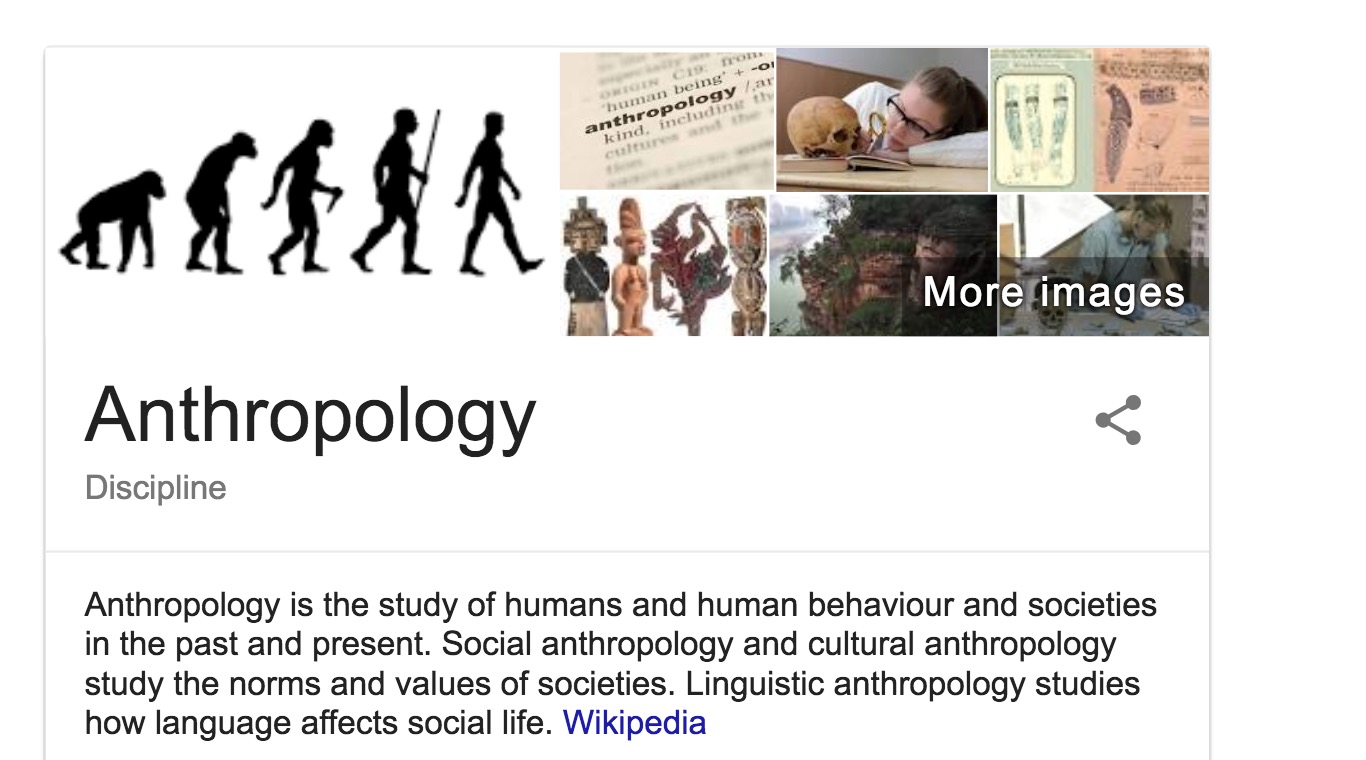 ORIGIN C19: from
'human being' +
anthropology
kind, including
cultures and the
More images
Anthropology
Discipline
Anthropology is the study of humans and human behaviour and societies
in the past and present. Social anthropology and cultural anthropology
study the norms and values of societies. Linguistic anthropology studies
how language affects social life. Wikipedia